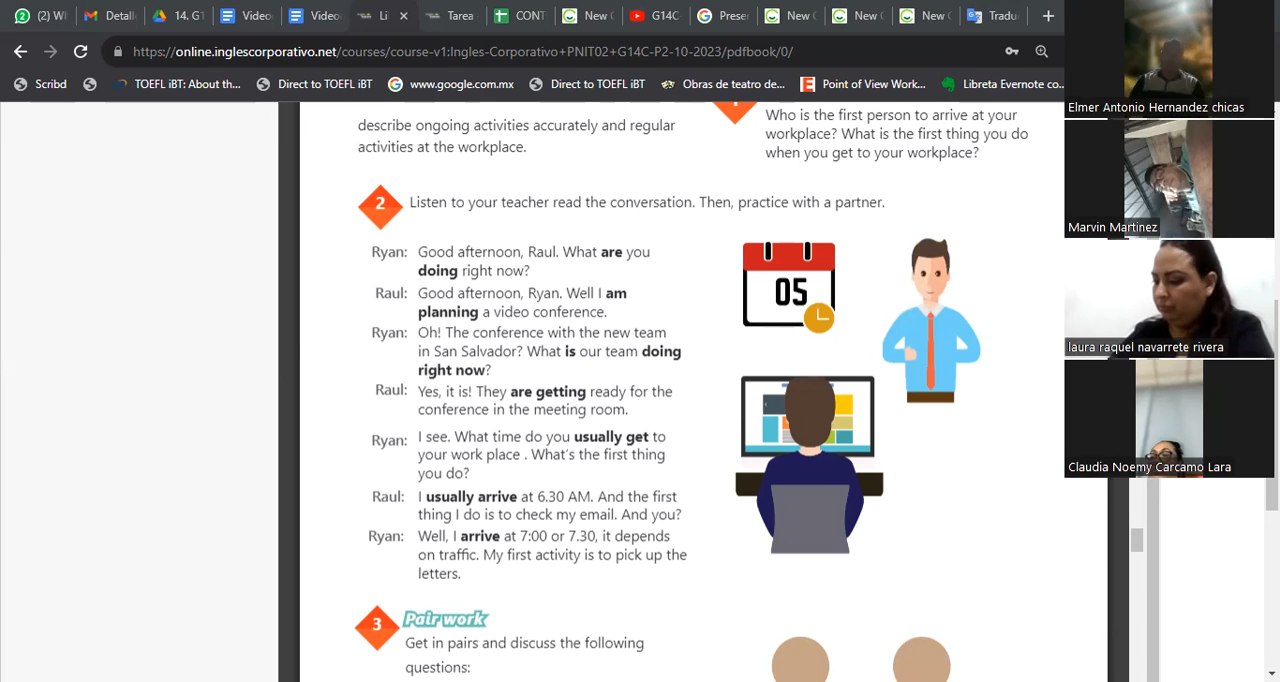 (2) W
Detall
14. G1
Video
Video
Li
Tarea
CONT
New C
G14C-
Prese
New C
New C
New C
Tradu
https://online.inglescorporativo.net/courses/course-v1:Ingles-Corporativo+PNIT02+G14C-P2-10-2023/pdfbook/0/
Scribd
TOEFL iBT: About th...
Direct to TOEFL iBT
www.google.com.mx
Direct to TOEFL iBT
Obras de teatro de...
Point of View Work...
Libreta Evernote co...
describe ongoing activities accurately and regular
activities at the workplace.
Who is the first person to arrive at your
workplace? What is the first thing you do
when you get to your workplace?
2 Listen to your teacher read the conversation. Then, practice with a partner.
Ryan: Good afternoon, Raul. What are you
doing right now?
Raul: Good afternoon, Ryan. Well I am
planning a video conference.
Ryan: Oh! The conference with the new team
in San Salvador? What is our team doing
right now?
Raul: Yes, it is! They are getting ready for the
conference in the meeting room.
Ryan: I see. What time do you usually get to
your work place . What's the first thing
you do?
Raul: I usually arrive at 6.30 AM. And the first
thing I do is to check my email. And you?
Ryan: Well, I arrive at 7:00 or 7.30, it depends
on traffic. My first activity is to pick up the
letters.
05
3 Pair work
Get in pairs and discuss the following
questions:
Elmer Antonio Hernandez chicas
Marvin Martinez
laura raquel navarrete rivera
Claudia Noemy Carcamo Lara